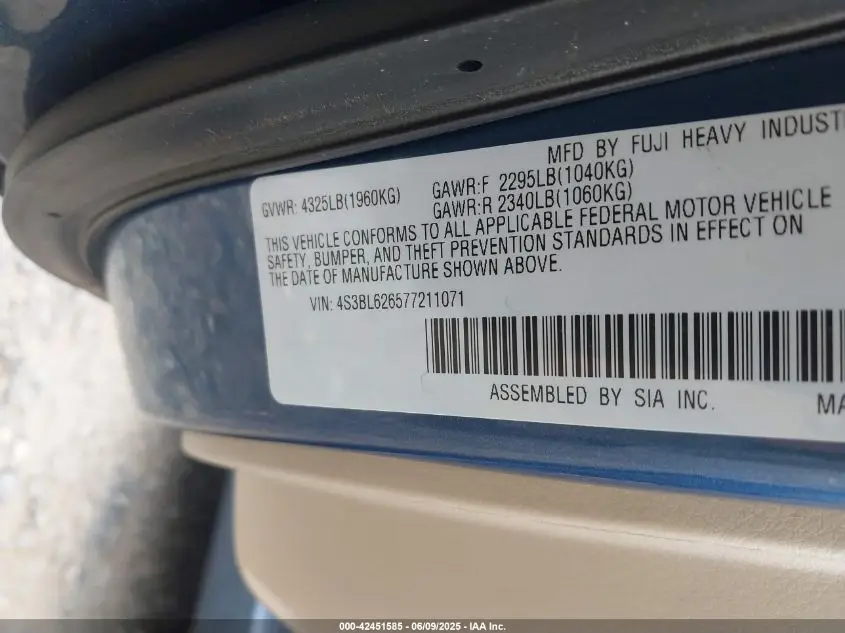 MFD BY FUJI HEAVY INDUSTI
GVWR: 4325LB(1960KG) GAWR:F 2295LB(1040KG)
GAWR:R 2340LB(1060KG)
THIS VEHICLE CONFORMS TO ALL APPLICABLE FEDERAL MOTOR VEHICLE
SAFETY, BUMPER, AND THEFT PREVENTION STANDARDS IN EFFECT ON
THE DATE OF MANUFACTURE SHOWN ABOVE.
VIN: 4S3BL626577211071
ASSEMBLED BY SIA INC.
MA
000-42451585 - 06/09/2025 - IAA Inc.